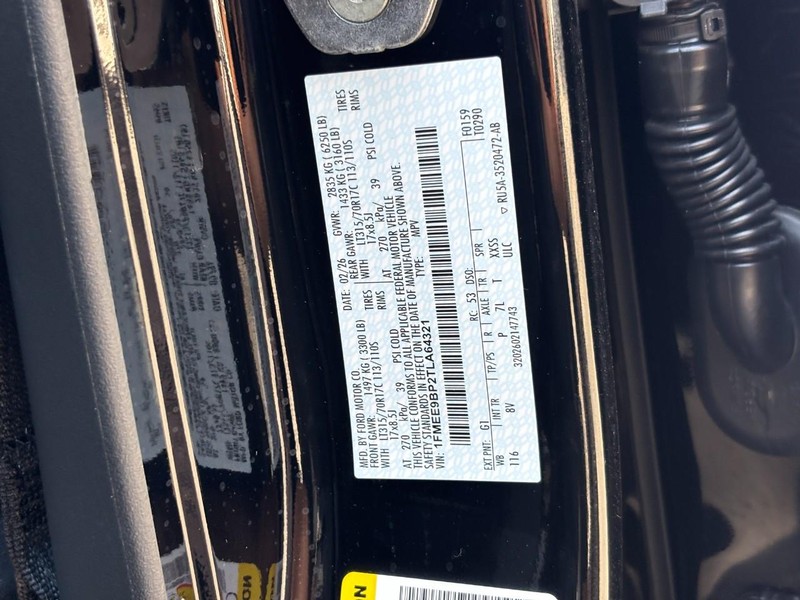 MFD. BY FORD MOTOR CO.
DATE: 02/26 GVWR: 2835 KG ( 6250 LB)
FRONT GAWR: 1497 KG ( 3300 LB) REAR GAWR: 1433 KG ( 3160 LB)
WITH LT315/70R17C 113/110S TIRES WITH LT315/70R17C 113/110S TIRES
17x8.5J RIMS 17x8.5J RIMS
AT 270 kPa/ 39 PSI COLD AT 270 kPa/ 39 PSI COLD
THIS VEHICLE CONFORMS TO ALL APPLICABLE FEDERAL MOTOR VEHICLE
SAFETY STANDARDS IN EFFECT ON THE DATE OF MANUFACTURE SHOWN ABOVE.
VIN: 1FMEE9BP2TLA64321 TYPE: MPV
F0159
T0290
EXT PNT: G1 RC: 53 DSO:
WB INT TR TP/PS R AXLE TR SPR
116 8V P 7L T XXSS
ULC
3202602147743
▽ RU5A-3520472-AB